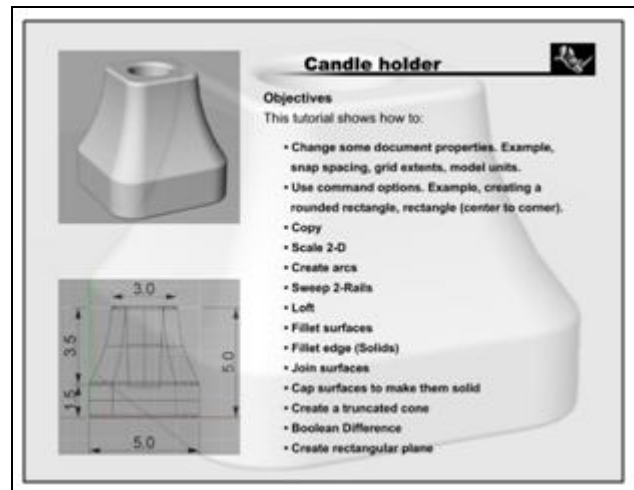 Candle holder
Objectives
This tutorial shows how to:
• Change some document properties. Example,
snap spacing, grid extents, model units.
• Use command options. Example, creating a
rounded rectangle, rectangle (center to corner).
• Copy
• Scale 2-D
• Create arcs
• Sweep 2-Rails
• Loft
• Fillet surfaces
• Fillet edge (Solids)
• Join surfaces
• Cap surfaces to make them solid
• Create a truncated cone
• Boolean Difference
• Create rectangular plane
3.0
3.5
5.0
1.5
5.0